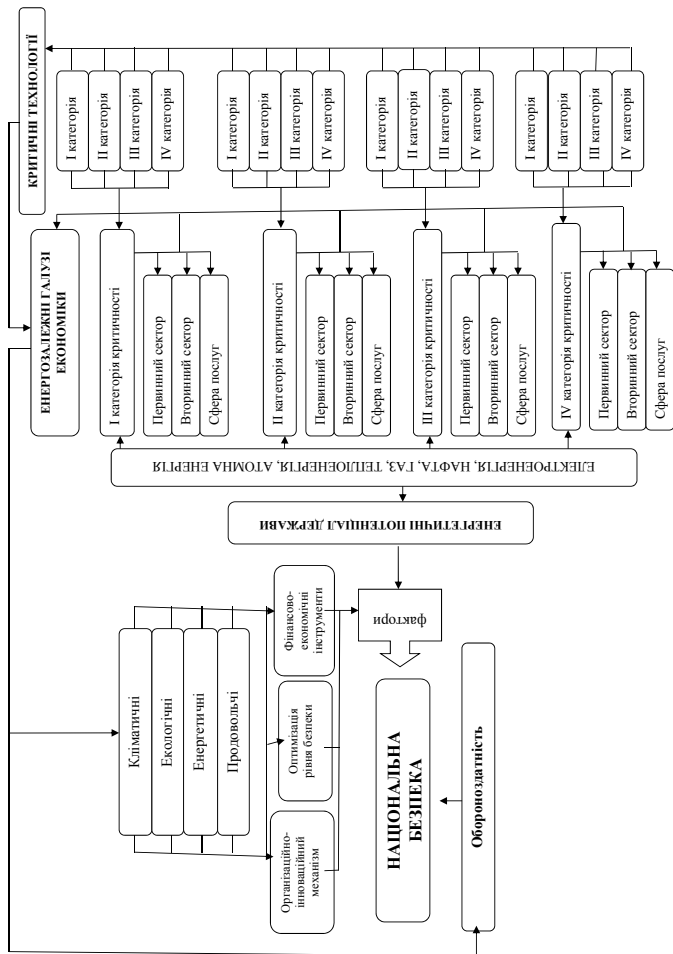 КРИТИЧНІ ТЕХНОЛОГІЇ
І категорія
ІІ категорія
ІІІ категорія
IV категорія
І категорія
ІІ категорія
ІІІ категорія
IV категорія
І категорія
ІІ категорія
ІІІ категорія
IV категорія
І категорія
ІІ категорія
ІІІ категорія
IV категорія
ЕНЕРГОЗАЛЕЖНІ ГАЛУЗІ
ЕКОНОМІКИ
І категорія критичності
Первинний сектор
Вторинний сектор
Сфера послуг
ІІ категорія критичності
Первинний сектор
Вторинний сектор
Сфера послуг
ІІІ категорія критичності
Первинний сектор
Вторинний сектор
Сфера послуг
IV категорія критичності
Первинний сектор
Вторинний сектор
Сфера послуг
ЕЛЕКТРОЕНЕРГІЯ, НАФТА, ГАЗ, ТЕПЛОЕНЕРГІЯ, АТОМНА ЕНЕРГІЯ
ЕНЕРГЕТИЧНІ ПОТЕНЦІАЛ ДЕРЖАВИ
Кліматичні
Екологічні
Енергетичні
Продовольчі
Організаційно-
інноваційний
механізм
Оптимізація
рівня безпеки
Фінансово-
економічні
інструменти
фактори
НАЦІОНАЛЬНА
БЕЗПЕКА
Обороноздатність